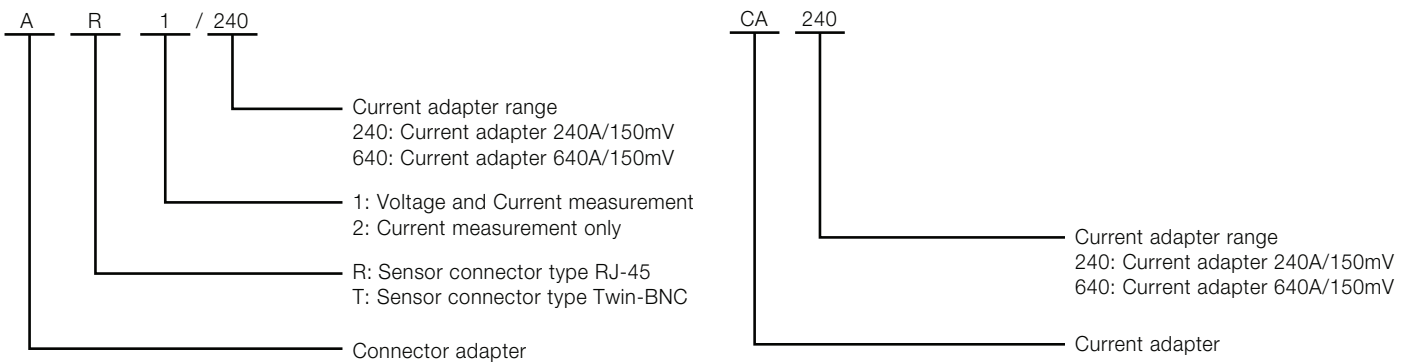 A R 1 / 240
Current adapter range
240: Current adapter 240A/150mV
640: Current adapter 640A/150mV
1: Voltage and Current measurement
2: Current measurement only
R: Sensor connector type RJ-45
T: Sensor connector type Twin-BNC
Connector adapter
CA 240
Current adapter range
240: Current adapter 240A/150mV
640: Current adapter 640A/150mV
Current adapter